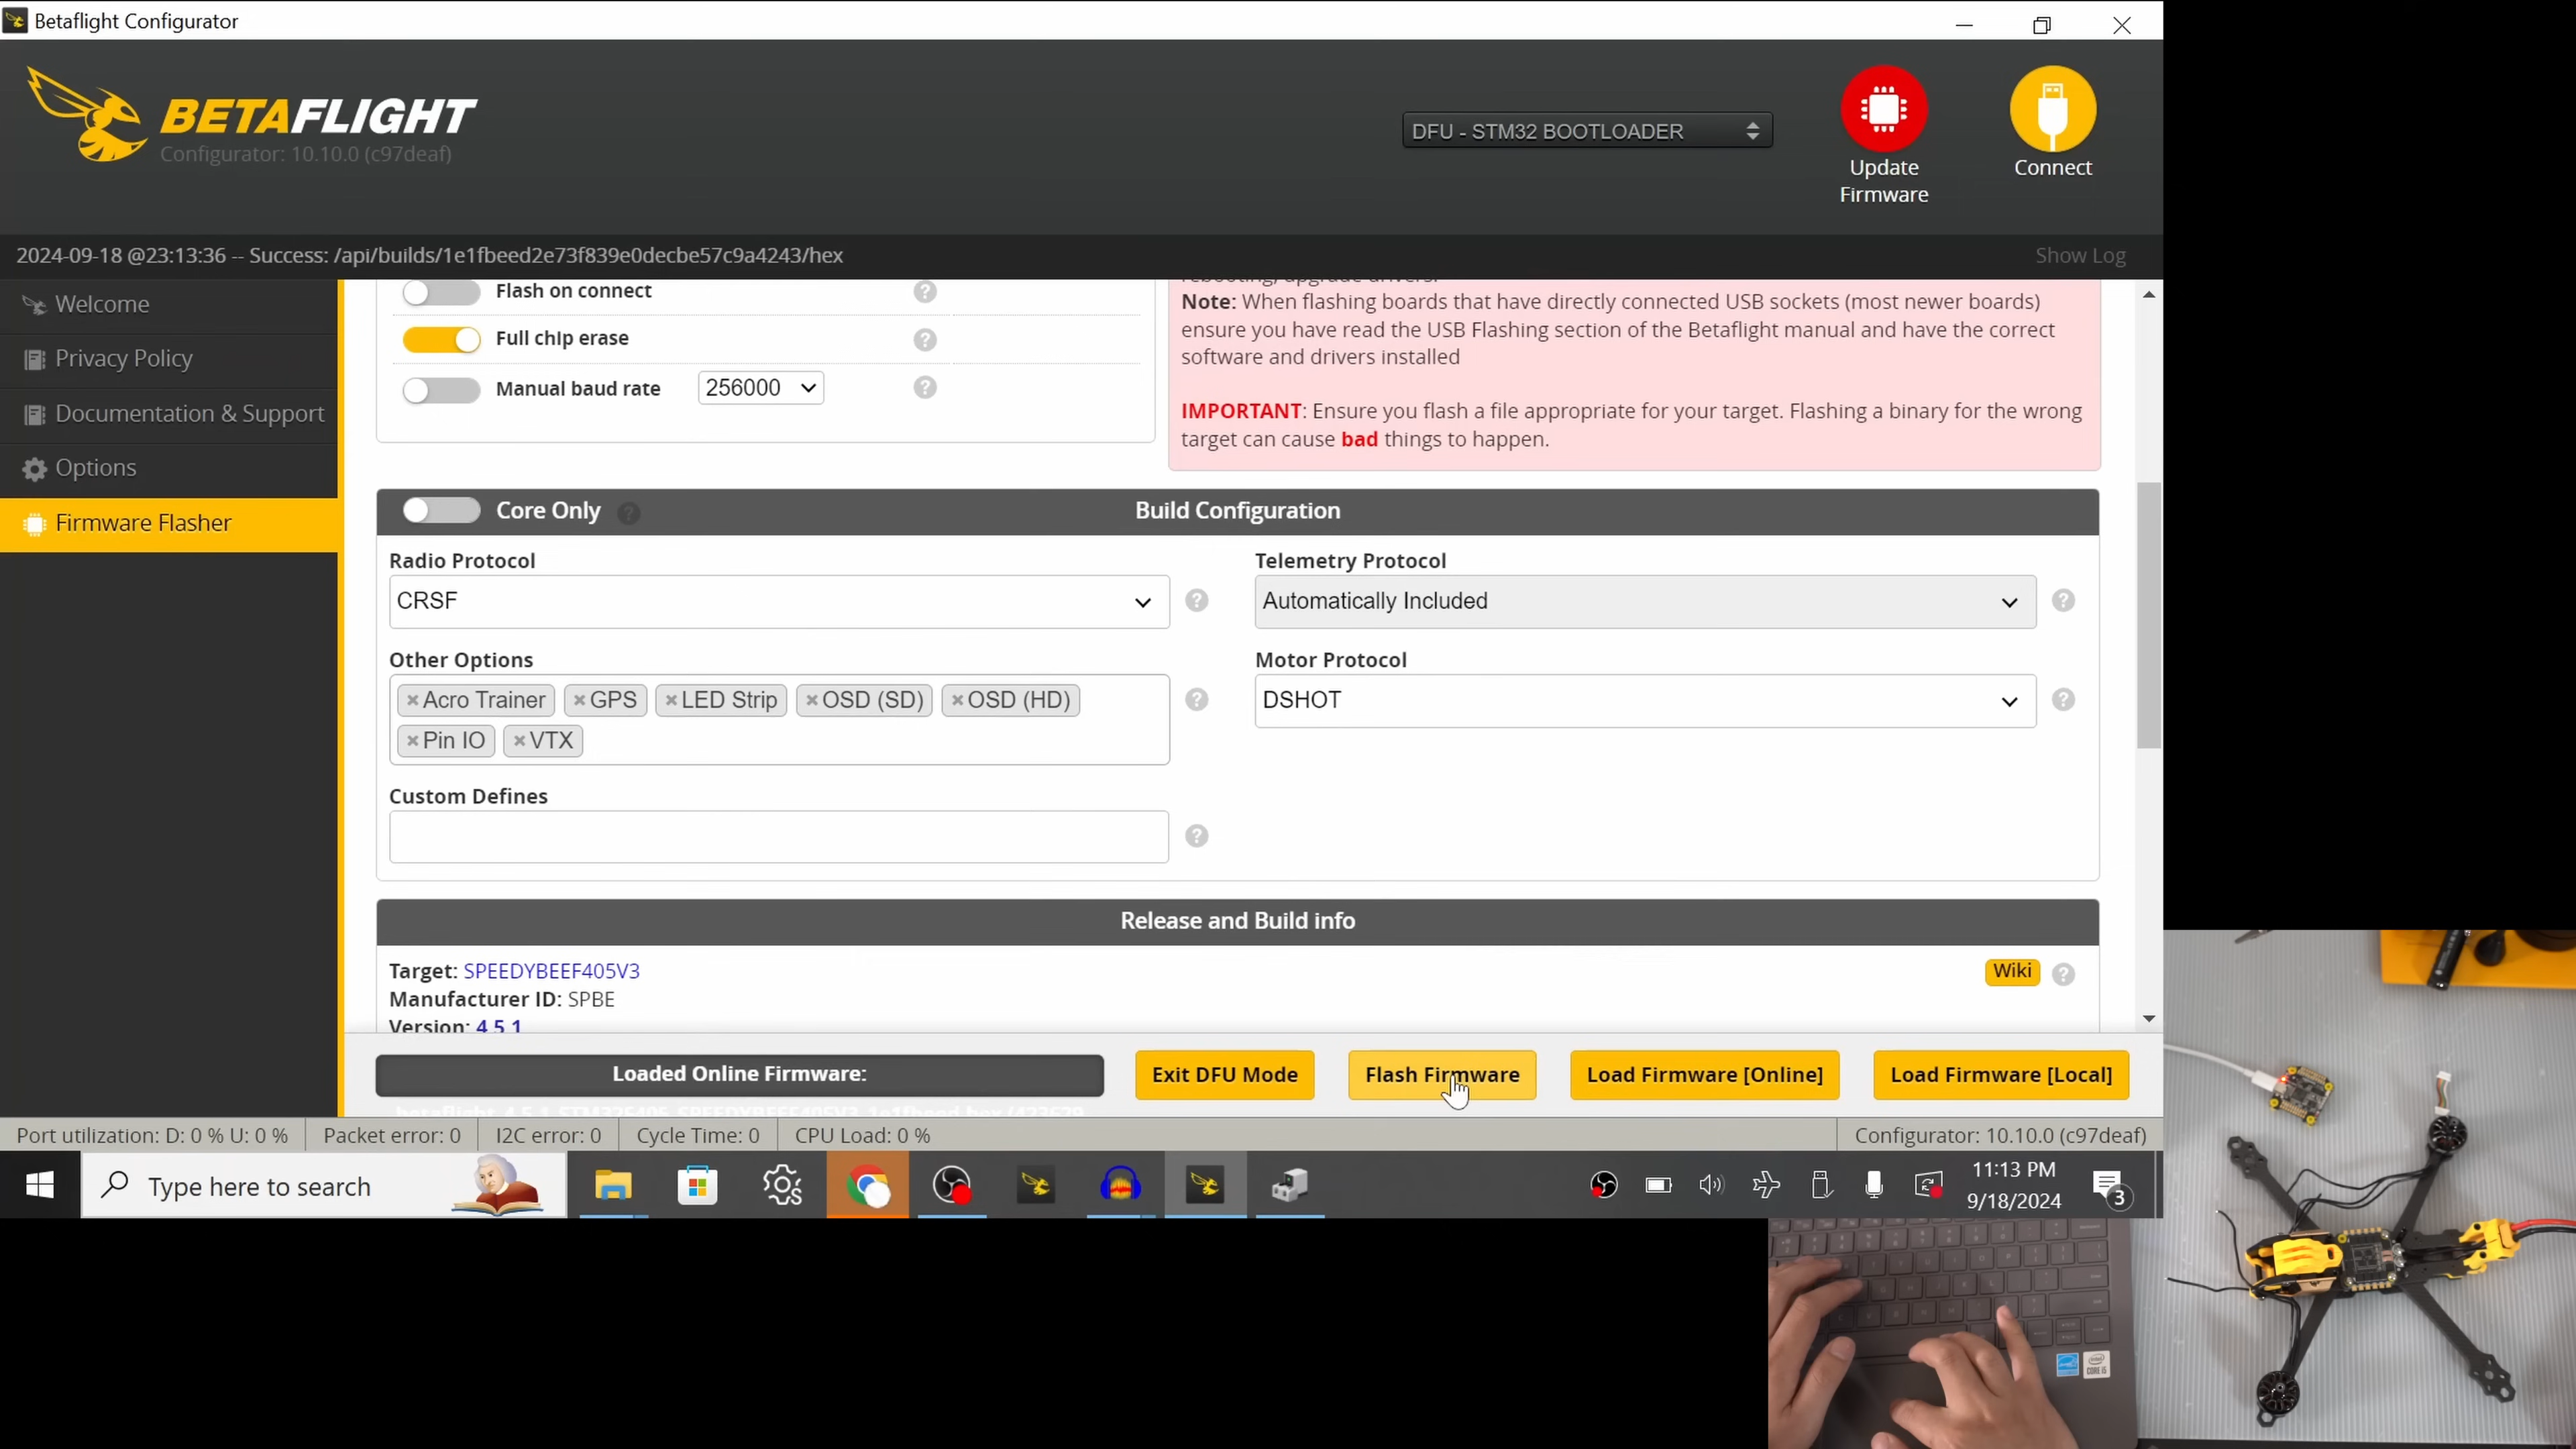 Betaflight Configurator
BETAFLIGHT
Configurator: 10.10.0 (c97deaf)
DFU - STM32 BOOTLOADER
Update
Firmware
Connect
2024-09-18 @23:13:36 -- Success: /api/builds/1e1fbeed2e73f839e0decbe57c9a4243/hex
Show Log
Welcome
Privacy Policy
Documentation & Support
Options
Firmware Flasher
Flash on connect
Full chip erase
Manual baud rate
256000
rebooting, upgrade drivers.
Note: When flashing boards that have directly connected USB sockets (most newer boards)
ensure you have read the USB Flashing section of the Betaflight manual and have the correct
software and drivers installed
IMPORTANT: Ensure you flash a file appropriate for your target. Flashing a binary for the wrong
target can cause bad things to happen.
Core Only
Build Configuration
Radio Protocol
CRSF
Telemetry Protocol
Automatically Included
Other Options
Acro Trainer GPS LED Strip OSD (SD) OSD (HD)
Pin IO VTX
Motor Protocol
DSHOT
Custom Defines
Release and Build info
Target: SPEEDYBEEF405V3
Wiki
Manufacturer ID: SPBE
Version: 4.5.1
Loaded Online Firmware:
Exit DFU Mode
Flash Firmware
Load Firmware [Online]
Load Firmware [Local]
Port utilization: D: 0 % U: 0 %
Packet error: 0
I2C error: 0
Cycle Time: 0
CPU Load: 0 %
Configurator: 10.10.0 (c97deaf)
Type here to search
11:13 PM
9/18/2024
3